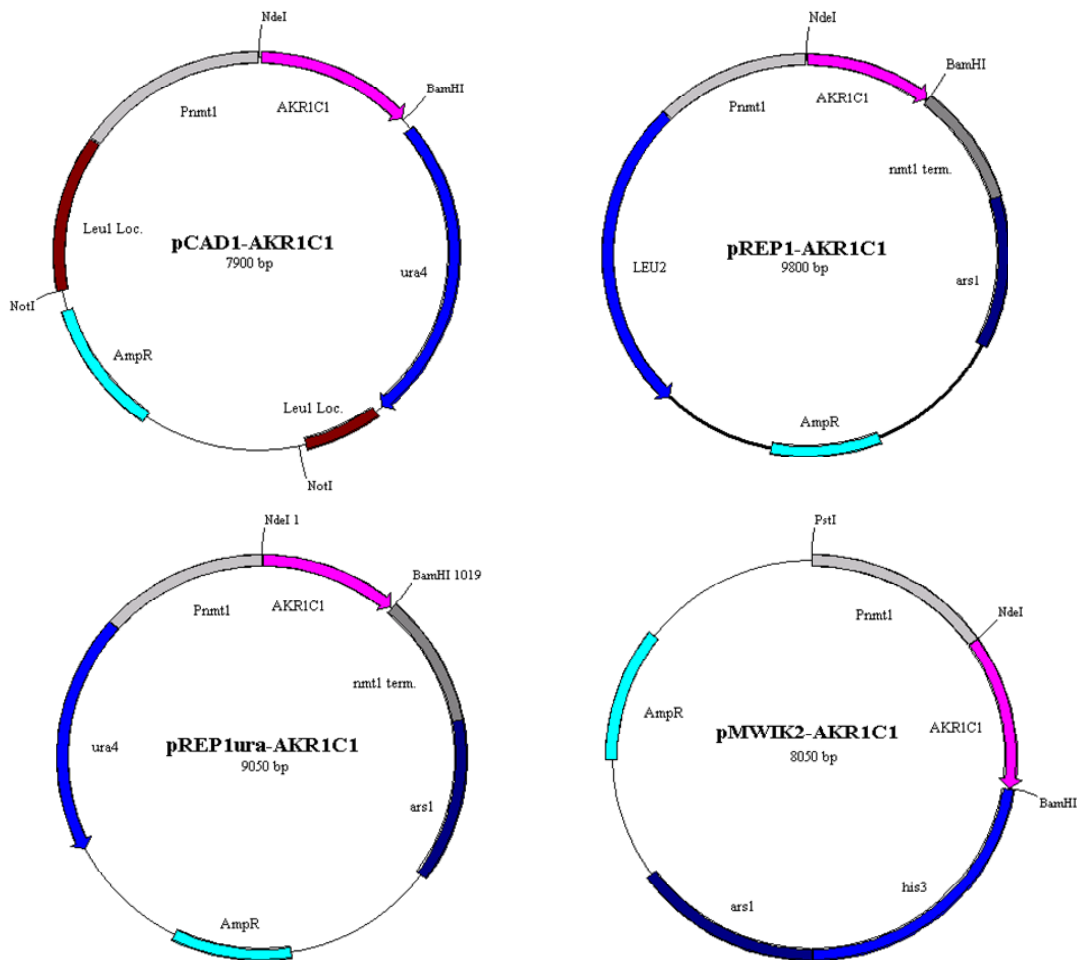 NdeI
BamHI
Pnmt1
AKR1C1
Leu1 Loc.
pCAD1-AKR1C1
7900 bp
ura4
NotI
AmpR
Leu1 Loc.
NotI
NdeI
BamHI
Pnmt1
AKR1C1
nmt1 term.
pREP1-AKR1C1
9800 bp
LEU2
ars1
AmpR
NdeI 1
BamHI 1019
Pnmt1
AKR1C1
nmt1 term.
ura4
pREP1ura-AKR1C1
9050 bp
ars1
AmpR
PstI
Pnmt1
NdeI
AmpR
AKR1C1
pMWIK2-AKR1C1
8050 bp
BamHI
his3
ars1